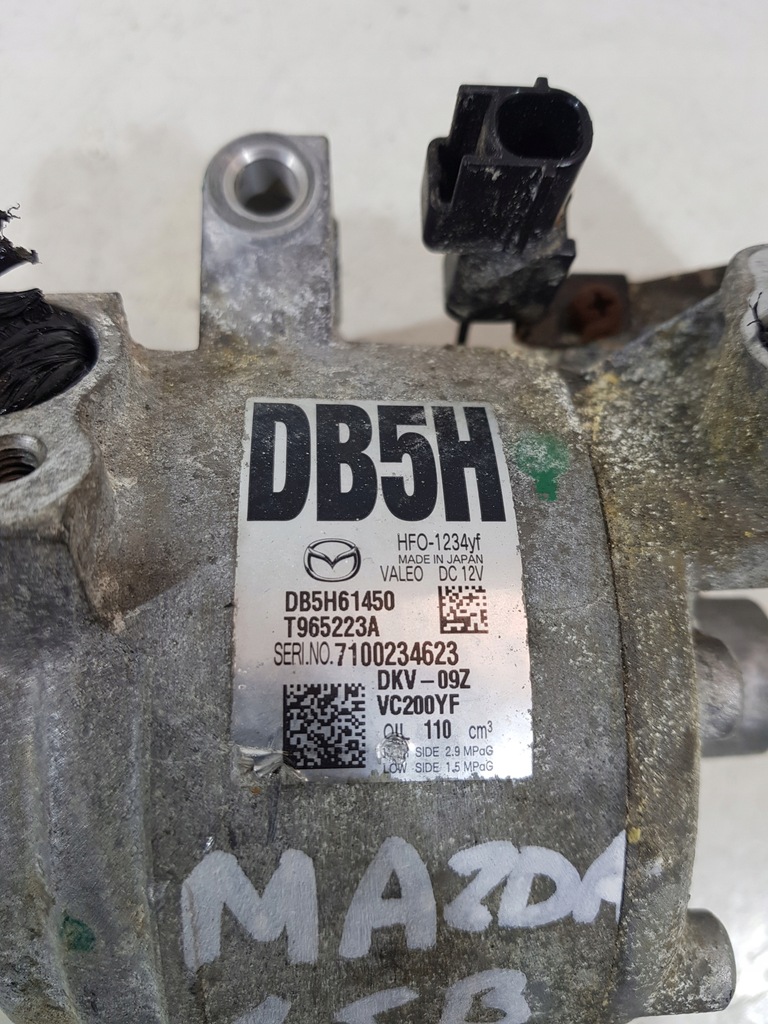 DB5H
HFO-1234yf
MADE IN JAPAN
VALEO DC 12V
DB5H61450
T965223A
SERI.NO.7100234623
DKV-09Z
VC200YF
OIL 110 cm³
SIDE 2.9 MPaG
LOW SIDE 1.5 MPaG
MAZDA